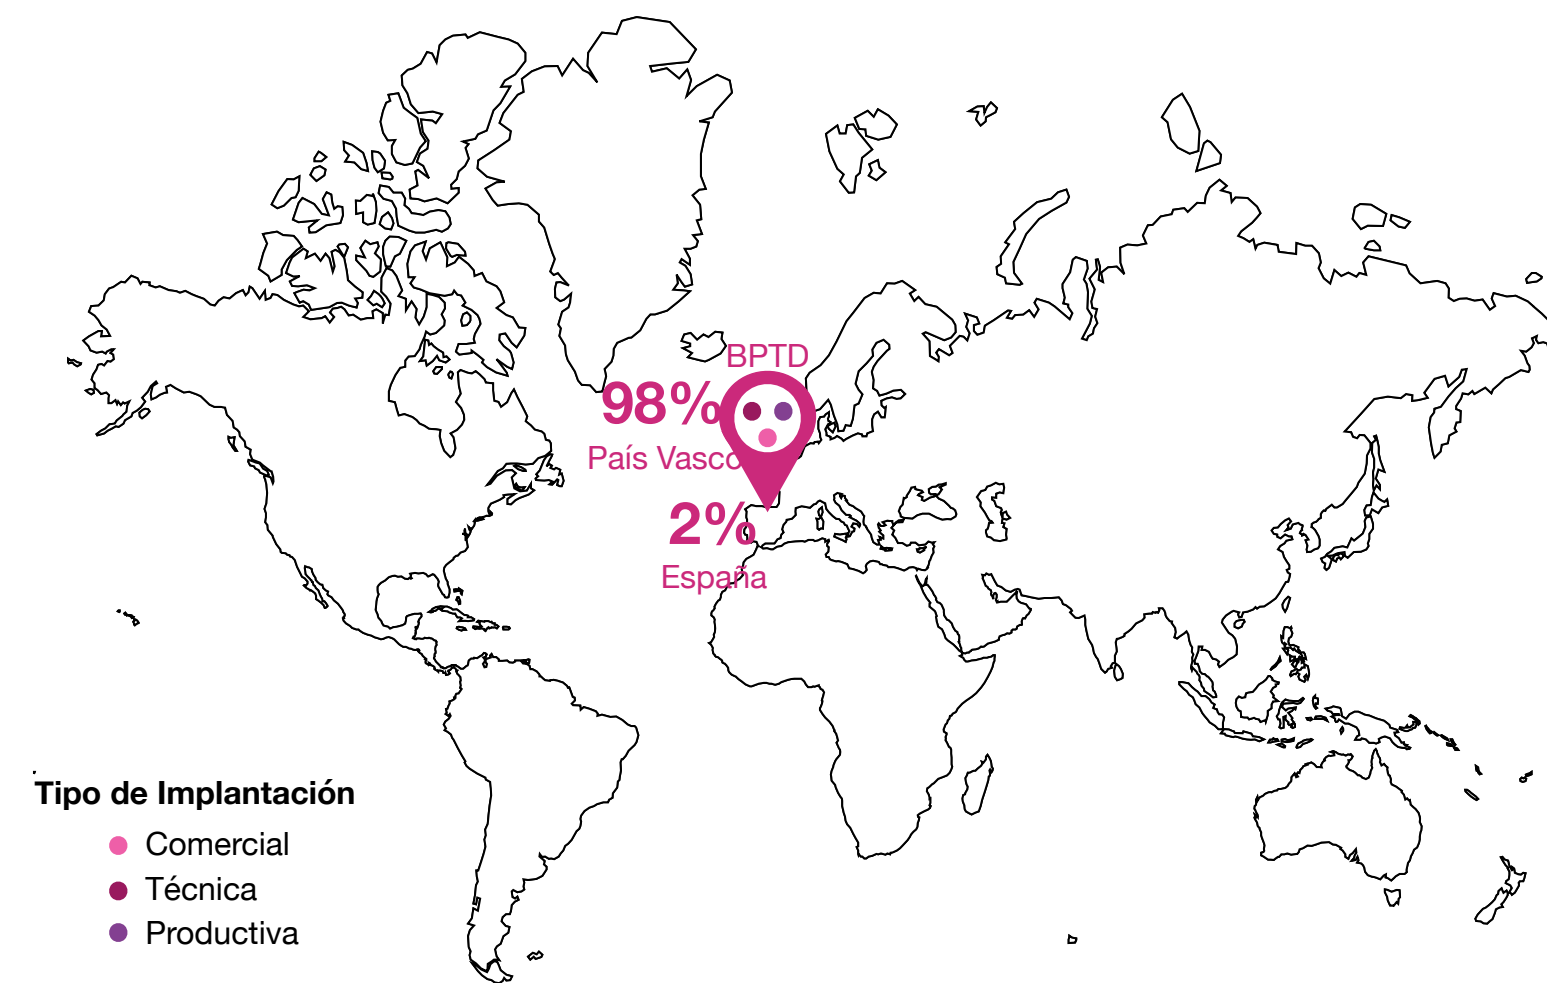 BPTD
98%
País Vasco
2%
España
Tipo de Implantación
Comercial
Técnica
Productiva